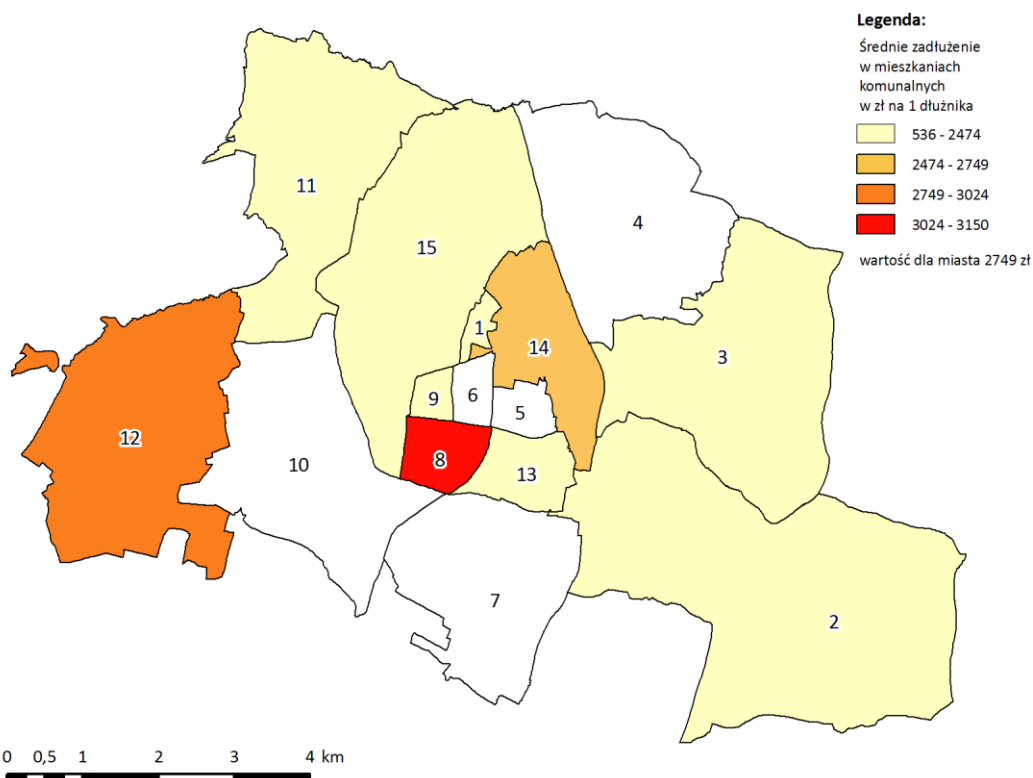 Legenda:
Średnie zadłużenie
w mieszkaniach
komunalnych
w zł na 1 dłużnika
536 - 2474
2474 - 2749
2749 - 3024
3024 - 3150
wartość dla miasta 2749 zł
11
4
15
1
14
3
9
6
5
12
10
8
13
7
2
0 0,5 1 2 3 4 km